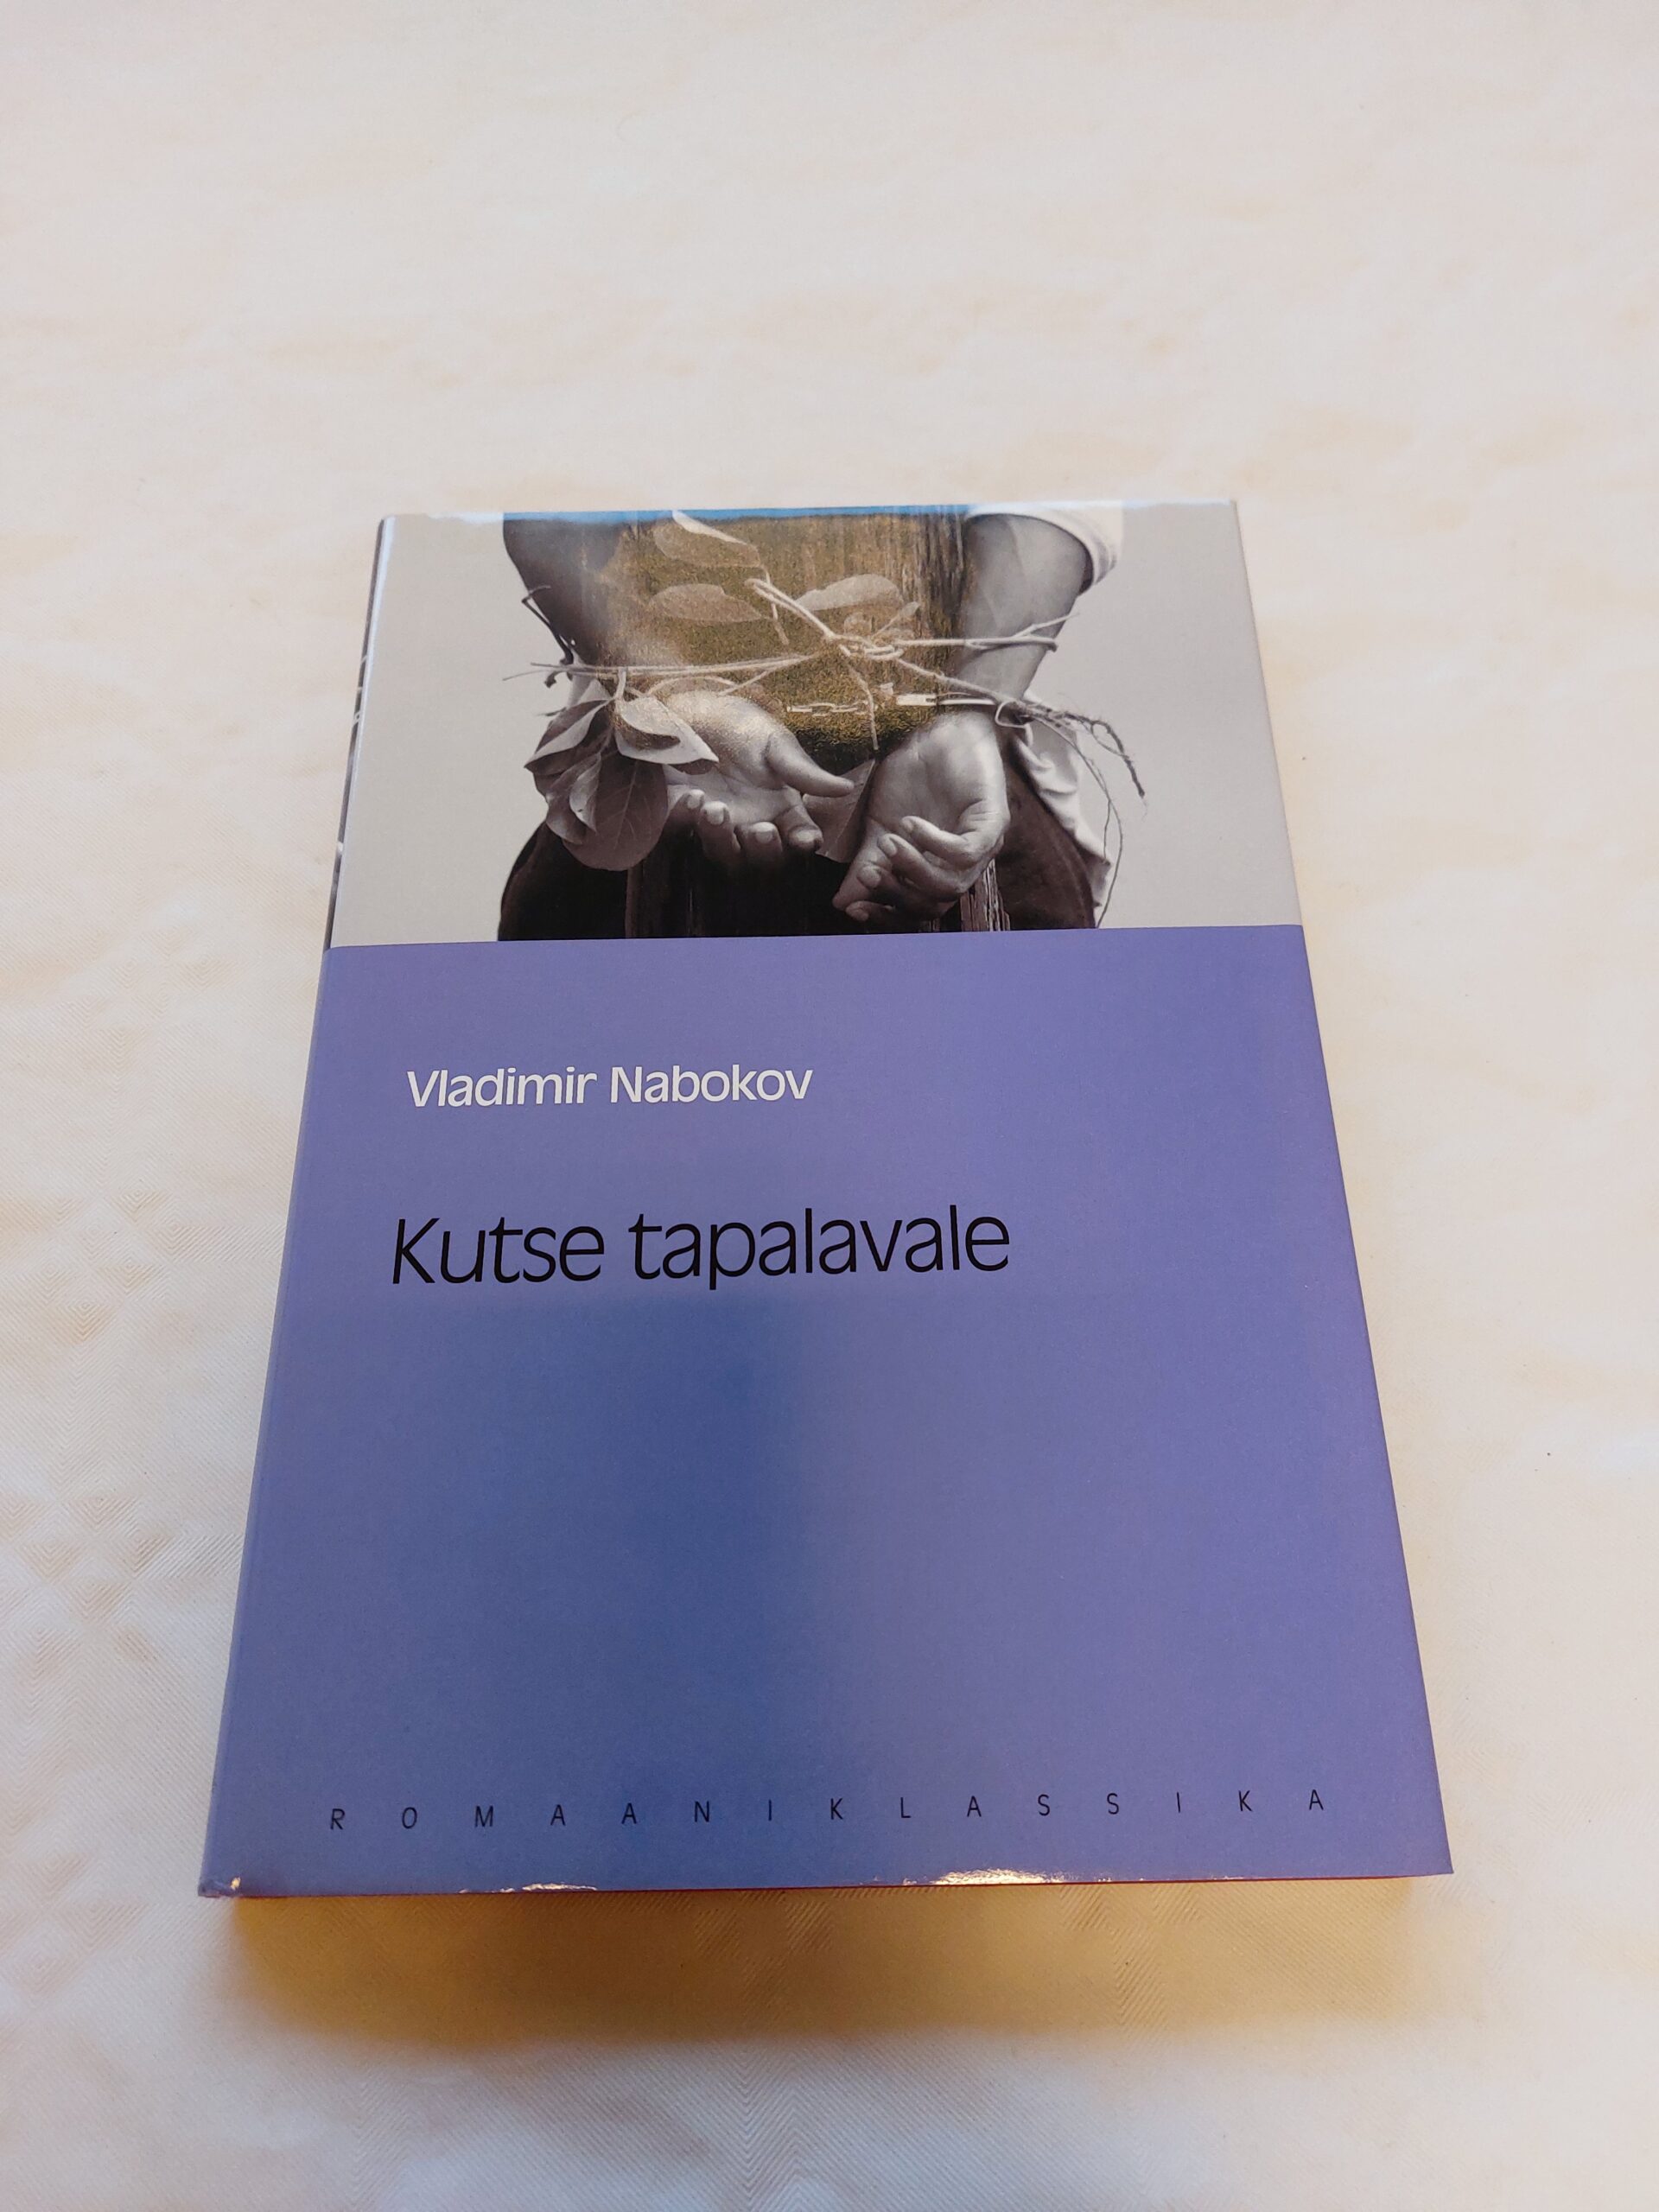 Vladimir Nabokov
Kutse tapalavale
ROMAANIKLASSIKA